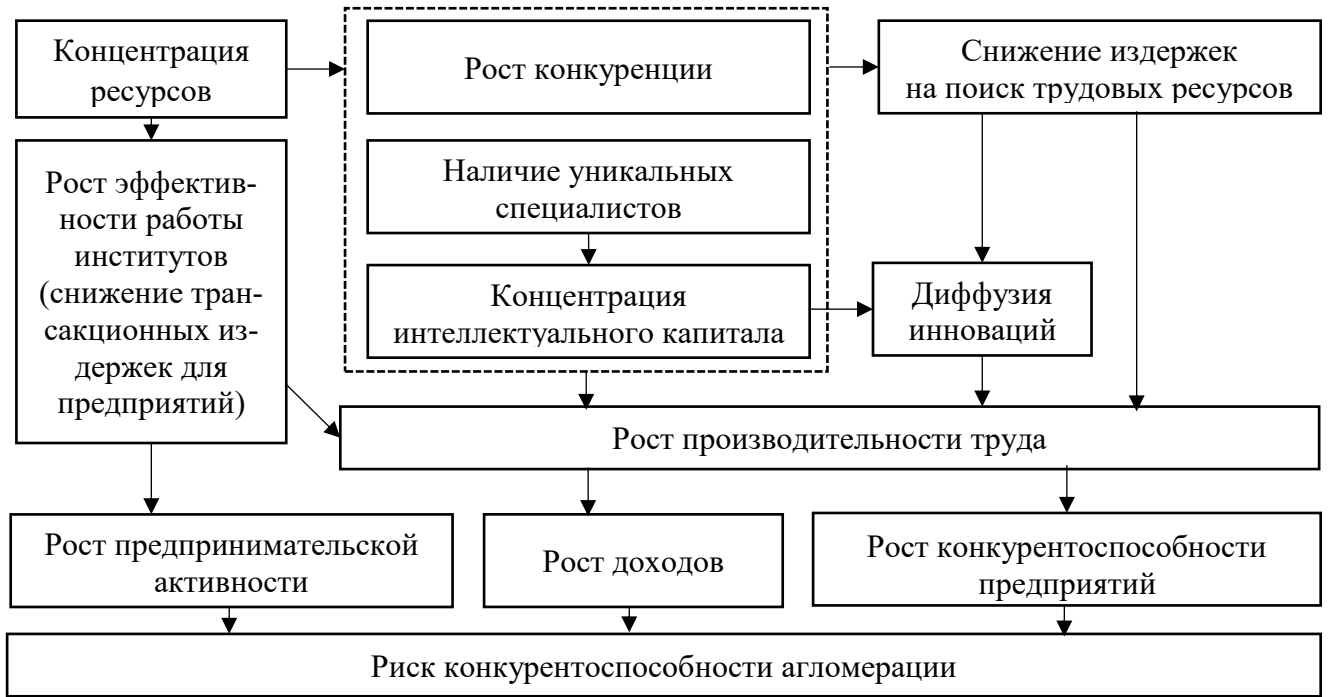 Концентрация
ресурсов
Рост конкуренции
Снижение издержек
на поиск трудовых ресурсов
Рост эффектив-
ности работы
институтов
(снижение тран-
сакционных из-
держек для
предприятий)
Наличие уникальных
специалистов
Концентрация
интеллектуального капитала
Диффузия
инноваций
Рост производительности труда
Рост предпринимательской
активности
Рост доходов
Рост конкурентоспособности
предприятий
Риск конкурентоспособности агломерации